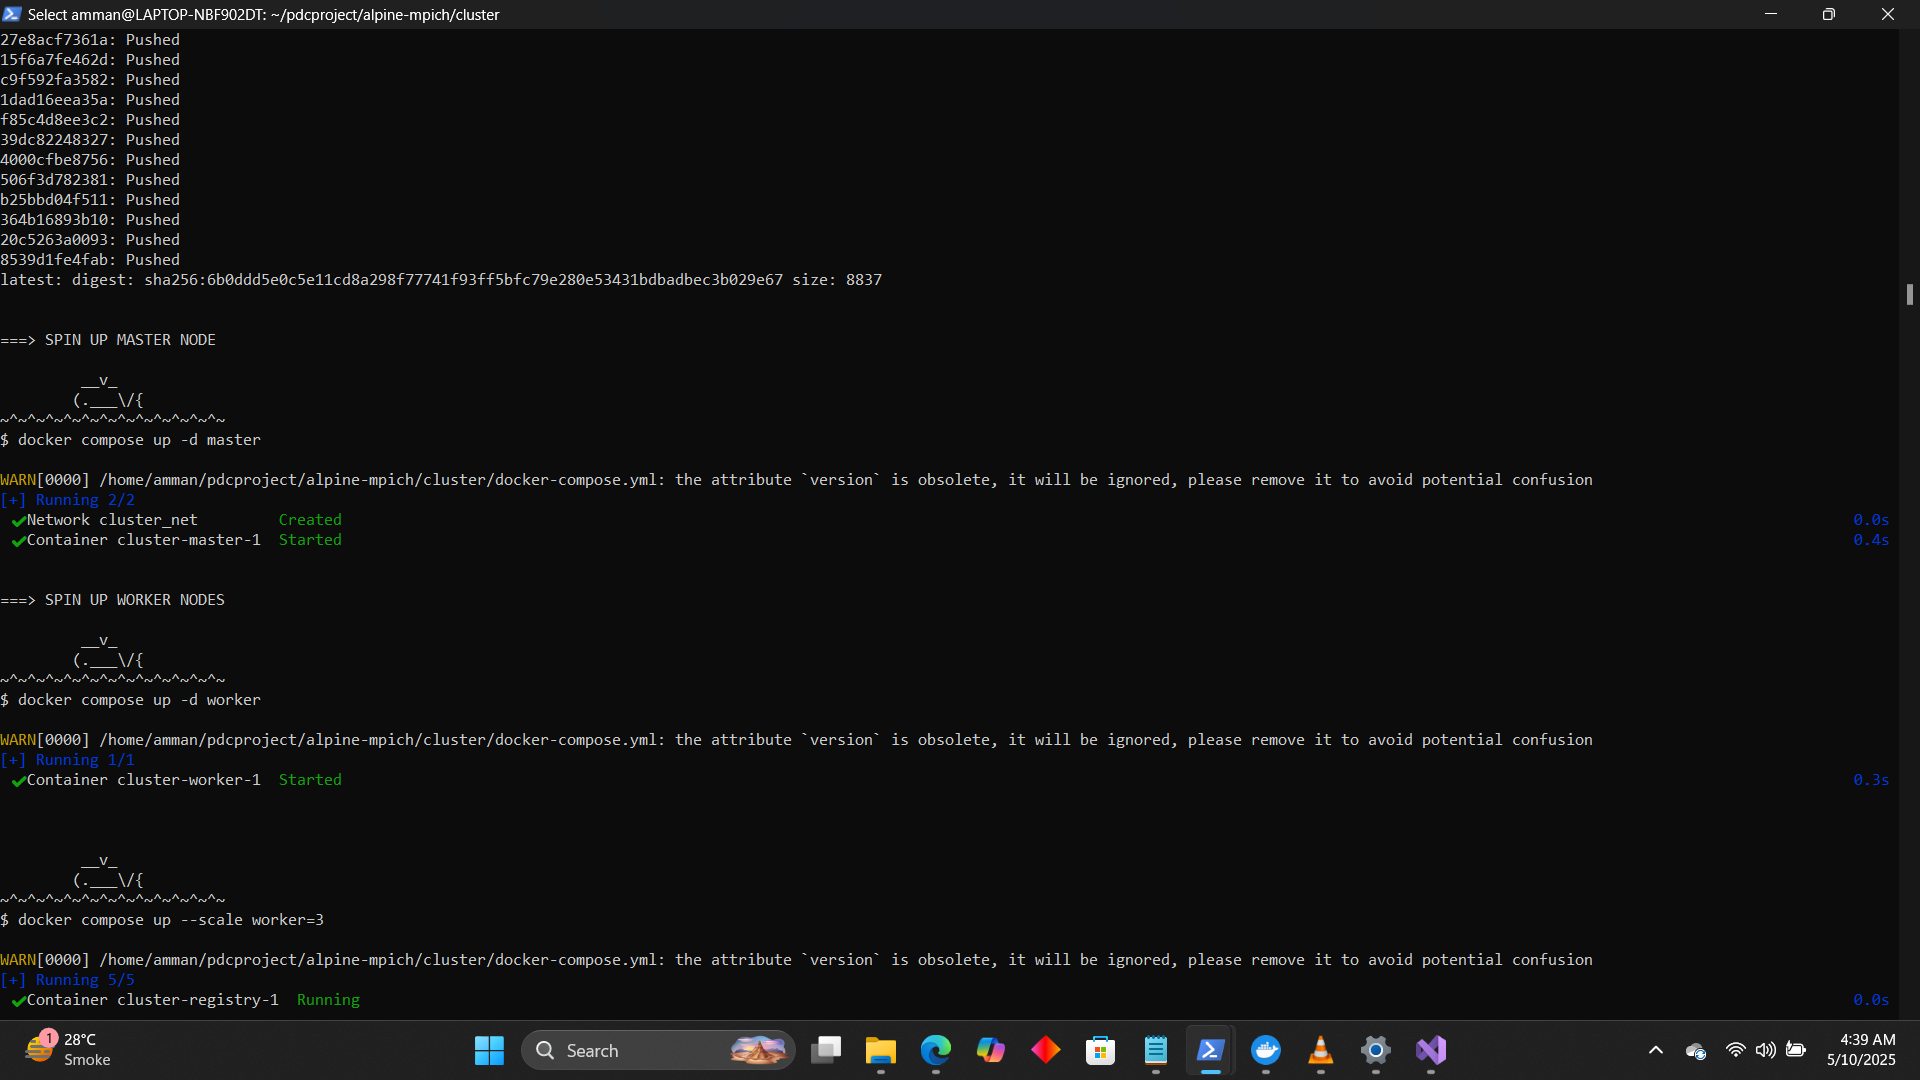 Select amman@LAPTOP-NBF902DT: ~/pdcproject/alpine-mpich/cluster
27e8acf7361a: Pushed
15f6a7fe462d: Pushed
c9f592fa3582: Pushed
1dad16eea35a: Pushed
f85c4d8ee3c2: Pushed
39dc82248327: Pushed
4000cfbe8756: Pushed
506f3d782381: Pushed
b25bbd04f511: Pushed
364b16893b10: Pushed
20c5263a0093: Pushed
8539d1fe4fab: Pushed
latest: digest: sha256:6b0ddd5e0c5e11cd8a298f77741f93ff5bfc79e280e53431bdbadbec3b029e67 size: 8837
===> SPIN UP MASTER NODE
__v_
(.___\/{
~^~^~^~^~^~^~^~^~^~^~^~^~
$ docker compose up -d master
WARN[0000] /home/amman/pdcproject/alpine-mpich/cluster/docker-compose.yml: the attribute `version` is obsolete, it will be ignored, please remove it to avoid potential confusion
[+] Running 2/2
✔Network cluster_net Created 0.0s
✔Container cluster-master-1 Started 0.4s
===> SPIN UP WORKER NODES
__v_
(.___\/{
~^~^~^~^~^~^~^~^~^~^~^~^~
$ docker compose up -d worker
WARN[0000] /home/amman/pdcproject/alpine-mpich/cluster/docker-compose.yml: the attribute `version` is obsolete, it will be ignored, please remove it to avoid potential confusion
[+] Running 1/1
✔Container cluster-worker-1 Started 0.3s
__v_
(.___\/{
~^~^~^~^~^~^~^~^~^~^~^~^~
$ docker compose up --scale worker=3
WARN[0000] /home/amman/pdcproject/alpine-mpich/cluster/docker-compose.yml: the attribute `version` is obsolete, it will be ignored, please remove it to avoid potential confusion
[+] Running 5/5
✔Container cluster-registry-1 Running 0.0s
1
28°C
Smoke
Search
4:39 AM
5/10/2025